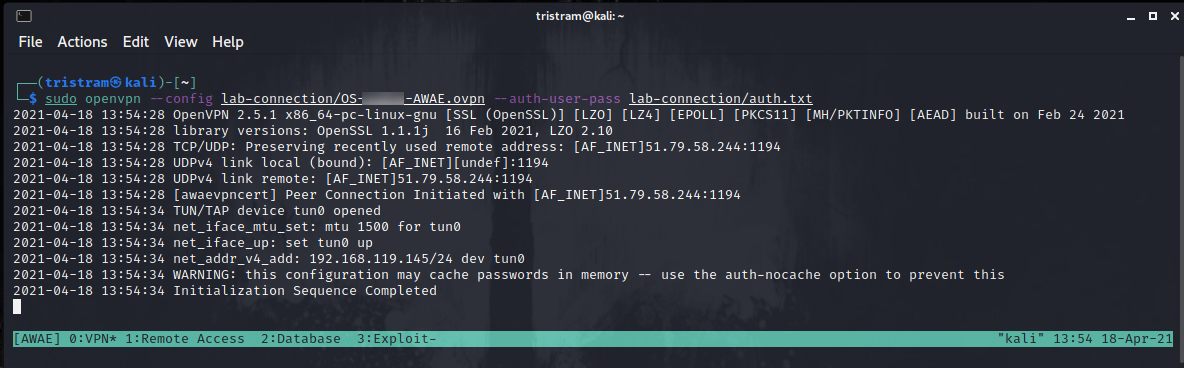 tristram@kali: ~
File Actions Edit View Help
┌──(tristram㉿kali)-[~]
└─$ sudo openvpn --config lab-connection/OS- -AWAE.ovpn --auth-user-pass lab-connection/auth.txt
2021-04-18 13:54:28 OpenVPN 2.5.1 x86_64-pc-linux-gnu [SSL (OpenSSL)] [LZO] [LZ4] [EPOLL] [PKCS11] [MH/PKTINFO] [AEAD] built on Feb 24 2021
2021-04-18 13:54:28 library versions: OpenSSL 1.1.1j  16 Feb 2021, LZO 2.10
2021-04-18 13:54:28 TCP/UDP: Preserving recently used remote address: [AF_INET]51.79.58.244:1194
2021-04-18 13:54:28 UDPv4 link local (bound): [AF_INET][undef]:1194
2021-04-18 13:54:28 UDPv4 link remote: [AF_INET]51.79.58.244:1194
2021-04-18 13:54:28 [awaevpncert] Peer Connection Initiated with [AF_INET]51.79.58.244:1194
2021-04-18 13:54:34 TUN/TAP device tun0 opened
2021-04-18 13:54:34 net_iface_mtu_set: mtu 1500 for tun0
2021-04-18 13:54:34 net_iface_up: set tun0 up
2021-04-18 13:54:34 net_addr_v4_add: 192.168.119.145/24 dev tun0
2021-04-18 13:54:34 WARNING: this configuration may cache passwords in memory -- use the auth-nocache option to prevent this
2021-04-18 13:54:34 Initialization Sequence Completed
[AWAE] 0:VPN* 1:Remote Access  2:Database  3:Exploit- "kali" 13:54 18-Apr-21